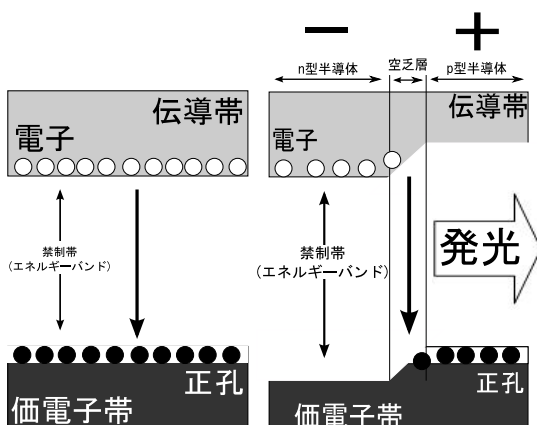 伝導帯
電子
禁制帯
(エネルギーバンド)
正孔
価電子帯
− +
n型半導体 空乏層 p型半導体
伝導帯
電子
禁制帯
(エネルギーバンド)
発光
正孔
価電子帯